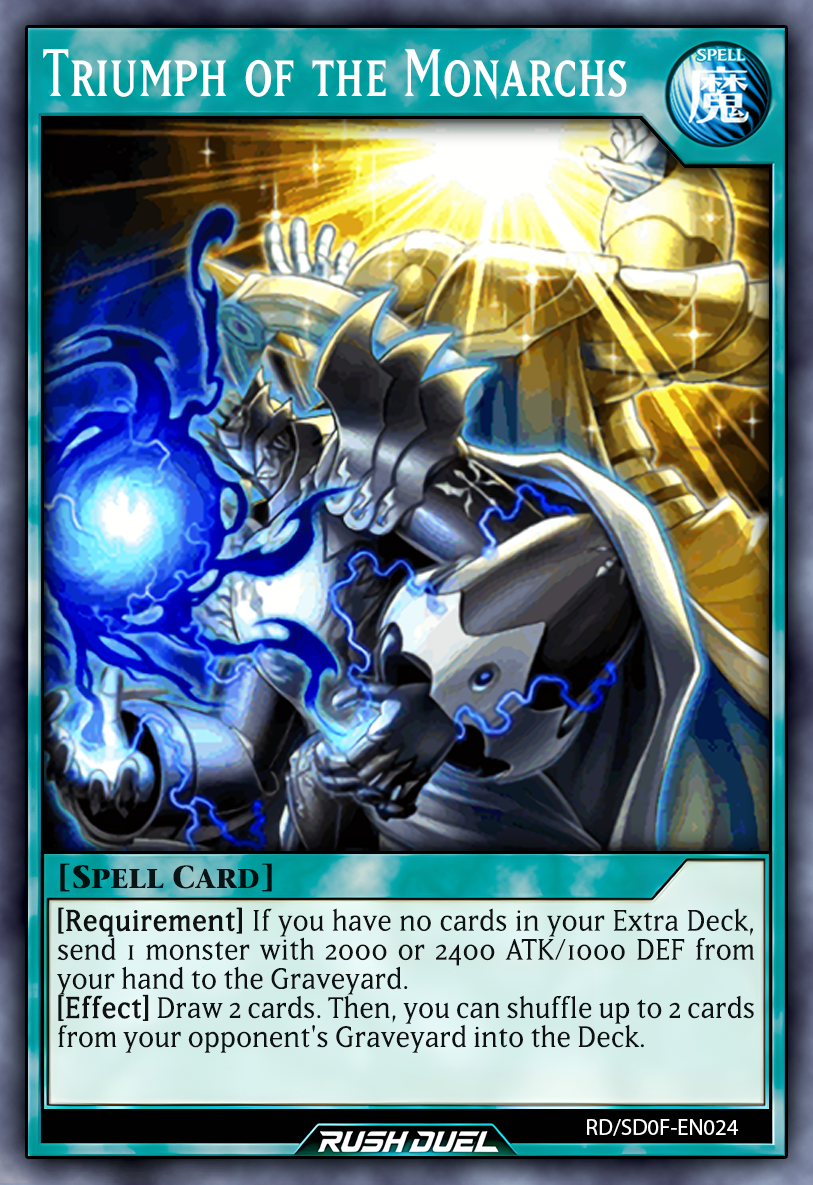 Triumph of the Monarchs
SPELL
魔
[Spell Card]
[Requirement] If you have no cards in your Extra Deck,
send 1 monster with 2000 or 2400 ATK/1000 DEF from
your hand to the Graveyard.
[Effect] Draw 2 cards. Then, you can shuffle up to 2 cards
from your opponent's Graveyard into the Deck.
RD/SD0F-EN024
RUSH DUEL